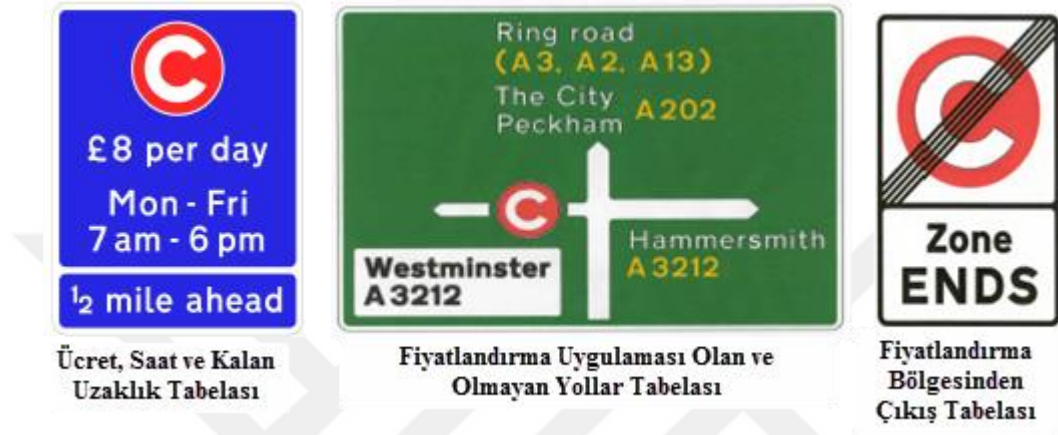 C
£8 per day
Mon - Fri
7 am - 6 pm
½ mile ahead
Ücret, Saat ve Kalan
Uzaklık Tabelası
Ring road
(A3, A2, A13)
The City
Peckham A202
C
Hammersmith
A3212
Westminster
A3212
Fiyatlandırma Uygulaması Olan ve
Olmayan Yollar Tabelası
C
Zone
ENDS
Fiyatlandırma
Bölgesinden
Çıkış Tabelası